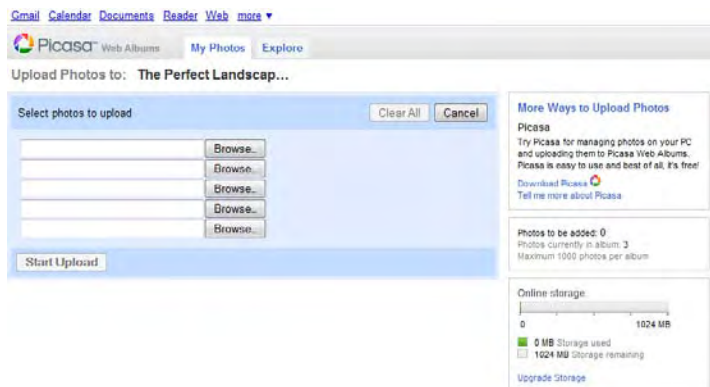 Gmail Calendar Documents Reader Web more ▼
Picasa™ Web Albums My Photos Explore
Upload Photos to: The Perfect Landscap...
Select photos to upload Clear All Cancel
Browse...
Browse...
Browse...
Browse...
Browse...
Start Upload
More Ways to Upload Photos
Picasa
Try Picasa for managing photos on your PC
and uploading them to Picasa Web Albums.
Picasa is easy to use and best of all, it's free!
Download Picasa
Tell me more about Picasa
Photos to be added: 0
Photos currently in album: 3
Maximum 1000 photos per album
Online storage:
0 1024 MB
0 MB Storage used
1024 MB Storage remaining
Upgrade Storage